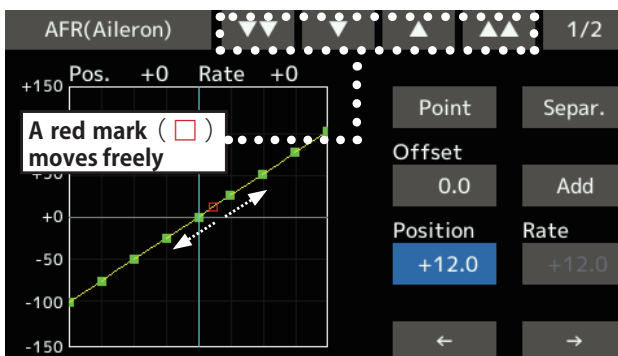 AFR(Aileron) ▼▼ ▼ ▲ ▲▲ 1/2
Pos. +0 Rate +0
+150
Point Separ.
A red mark (□)
moves freely
Offset
+50
0.0 Add
+0
Position Rate
-50
+12.0 +12.0
-100
← →
-150